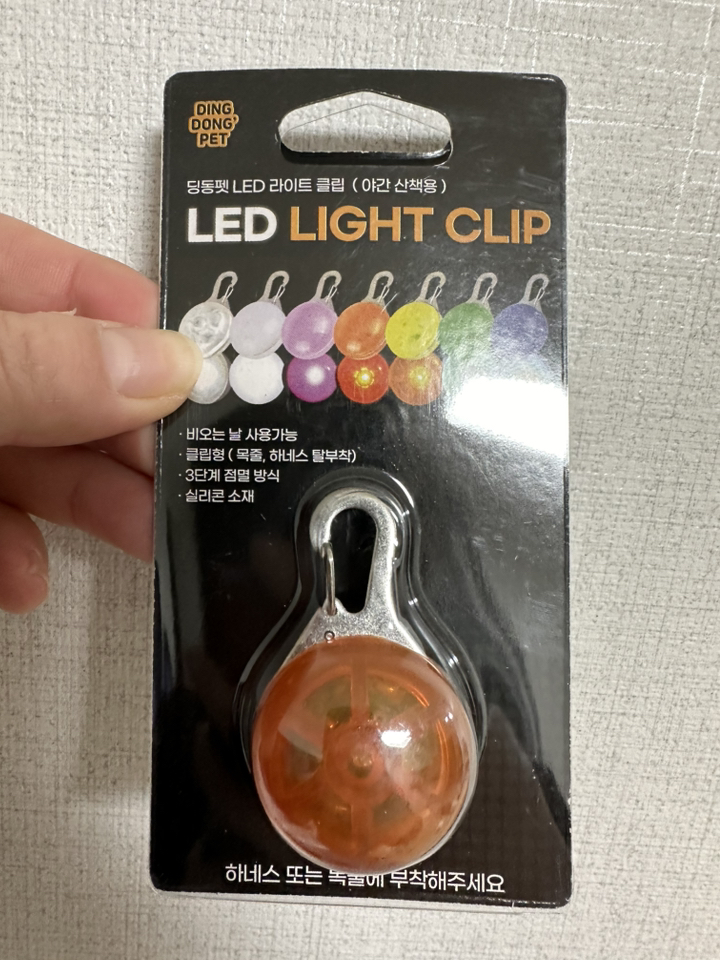 DING
DONG
PET
딩동펫 LED 라이트 클립 ( 야간 산책용 )
LED LIGHT CLIP
· 비오는 날 사용가능
· 클립형 ( 목줄, 하네스 탈부착)
· 3단계 점멸 방식
· 실리콘 소재
하네스 또는 목줄에 부착해주세요